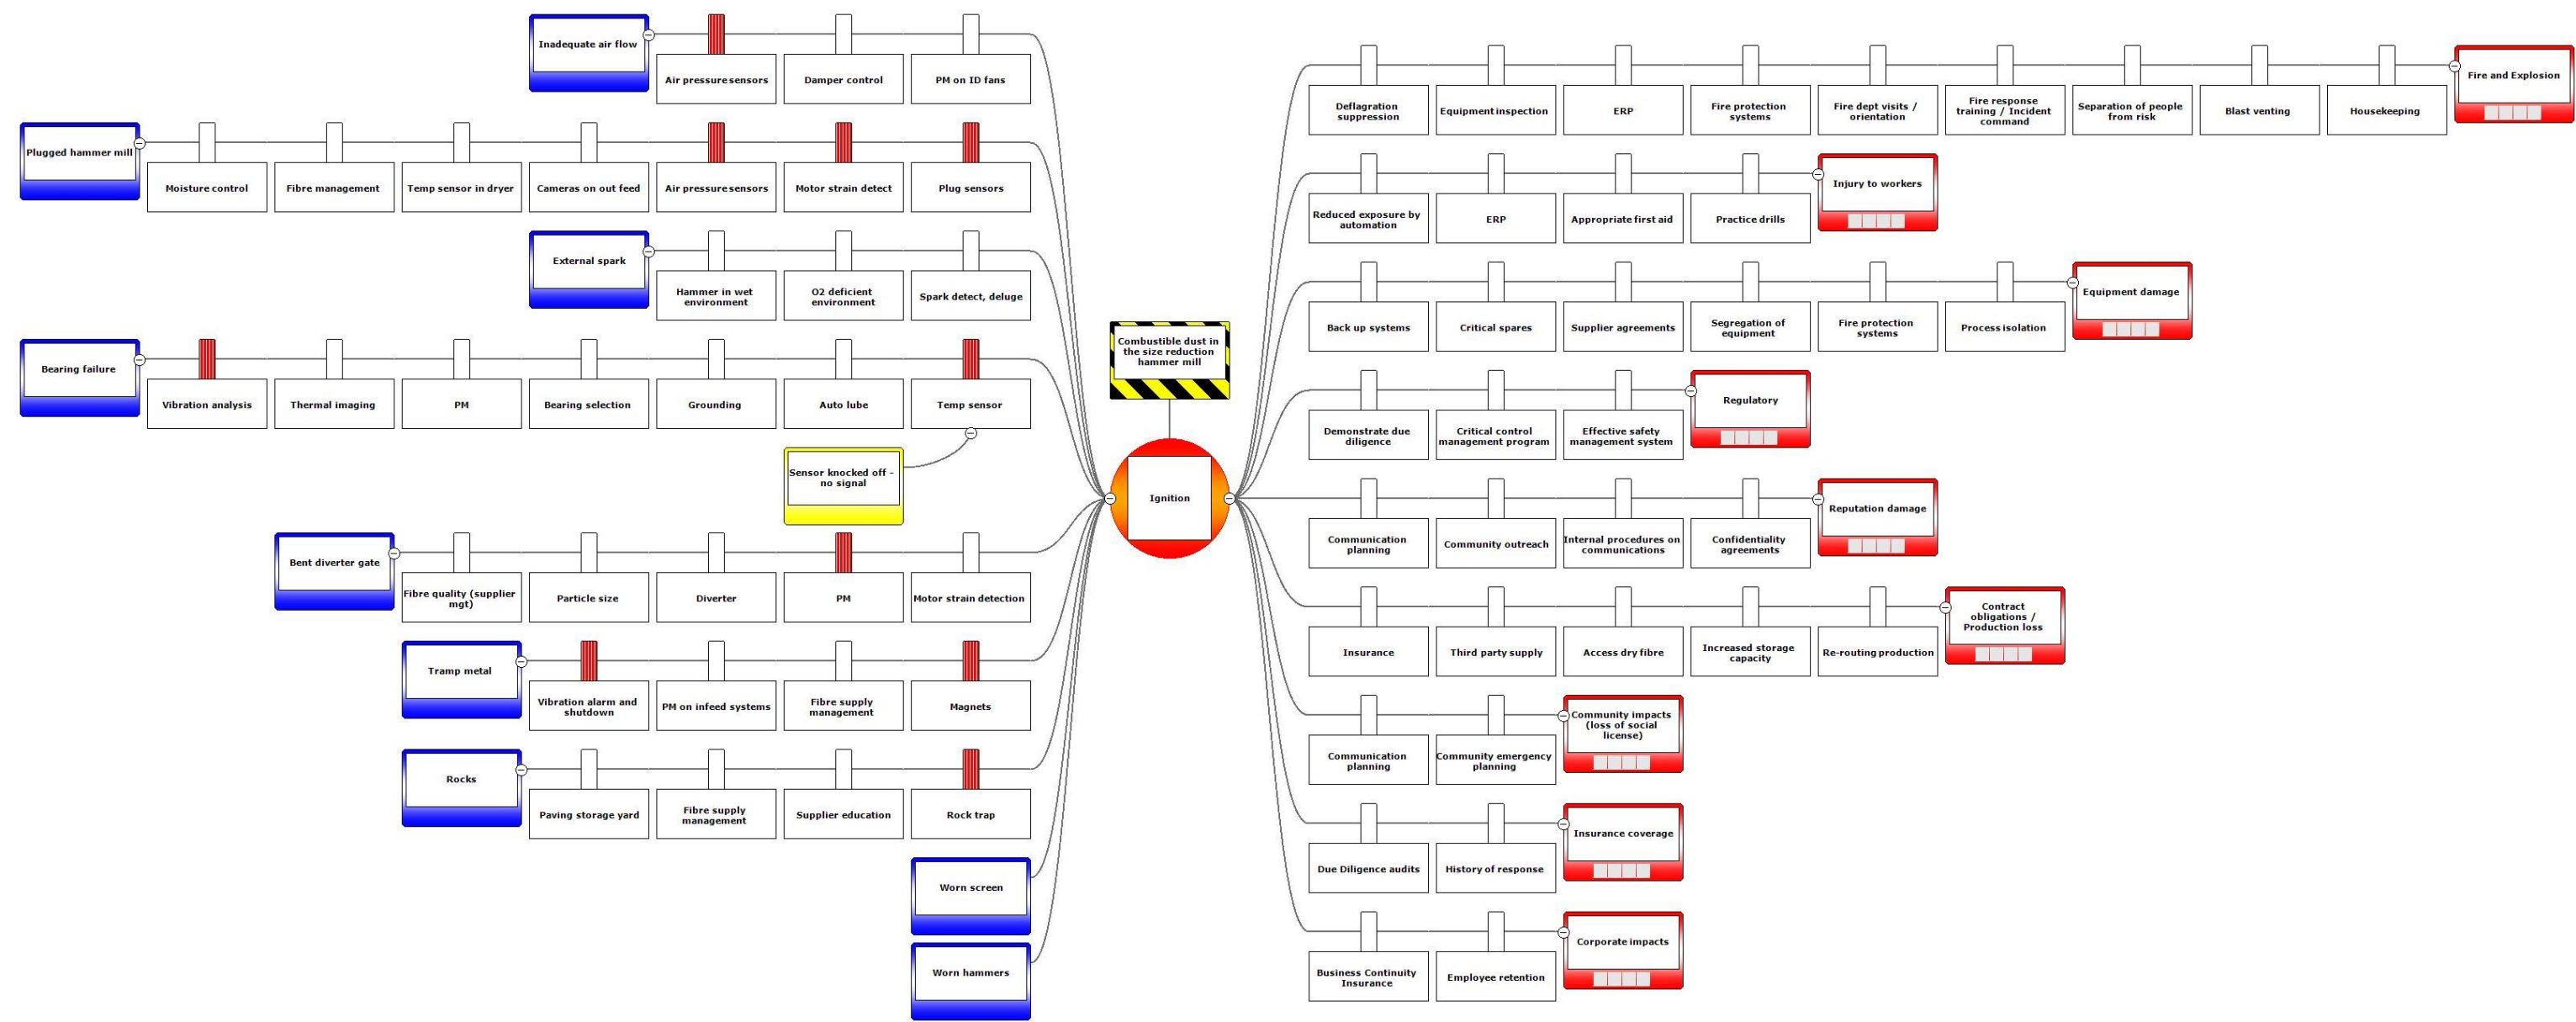 Inadequate air flow
Air pressure sensors
Damper control
PM on ID fans
Plugged hammer mill
Moisture control
Fibre management
Temp sensor in dryer
Cameras on out feed
Air pressure sensors
Motor strain detect
Plug sensors
External spark
Hammer in wet
environment
O2 deficient
environment
Spark detect, deluge
Bearing failure
Vibration analysis
Thermal imaging
PM
Bearing selection
Grounding
Auto lube
Temp sensor
Sensor knocked off -
no signal
Bent diverter gate
Fibre quality (supplier
mgt)
Particle size
Diverter
PM
Motor strain detection
Tramp metal
Vibration alarm and
shutdown
PM on infeed systems
Fibre supply
management
Magnets
Rocks
Paving storage yard
Fibre supply
management
Supplier education
Rock trap
Worn screen
Worn hammers
Combustible dust in
the size reduction
hammer mill
Ignition
Deflagration
suppression
Equipment inspection
ERP
Fire protection
systems
Fire dept visits /
orientation
Fire response
training / Incident
command
Separation of people
from risk
Blast venting
Housekeeping
Fire and Explosion
Reduced exposure by
automation
ERP
Appropriate first aid
Practice drills
Injury to workers
Back up systems
Critical spares
Supplier agreements
Segregation of
equipment
Fire protection
systems
Process isolation
Equipment damage
Demonstrate due
diligence
Critical control
management program
Effective safety
management system
Regulatory
Communication
planning
Community outreach
Internal procedures on
communications
Confidentiality
agreements
Reputation damage
Insurance
Third party supply
Access dry fibre
Increased storage
capacity
Re-routing production
Contract
obligations /
Production loss
Communication
planning
Community emergency
planning
Community impacts
(loss of social
license)
Due Diligence audits
History of response
Insurance coverage
Business Continuity
Insurance
Employee retention
Corporate impacts